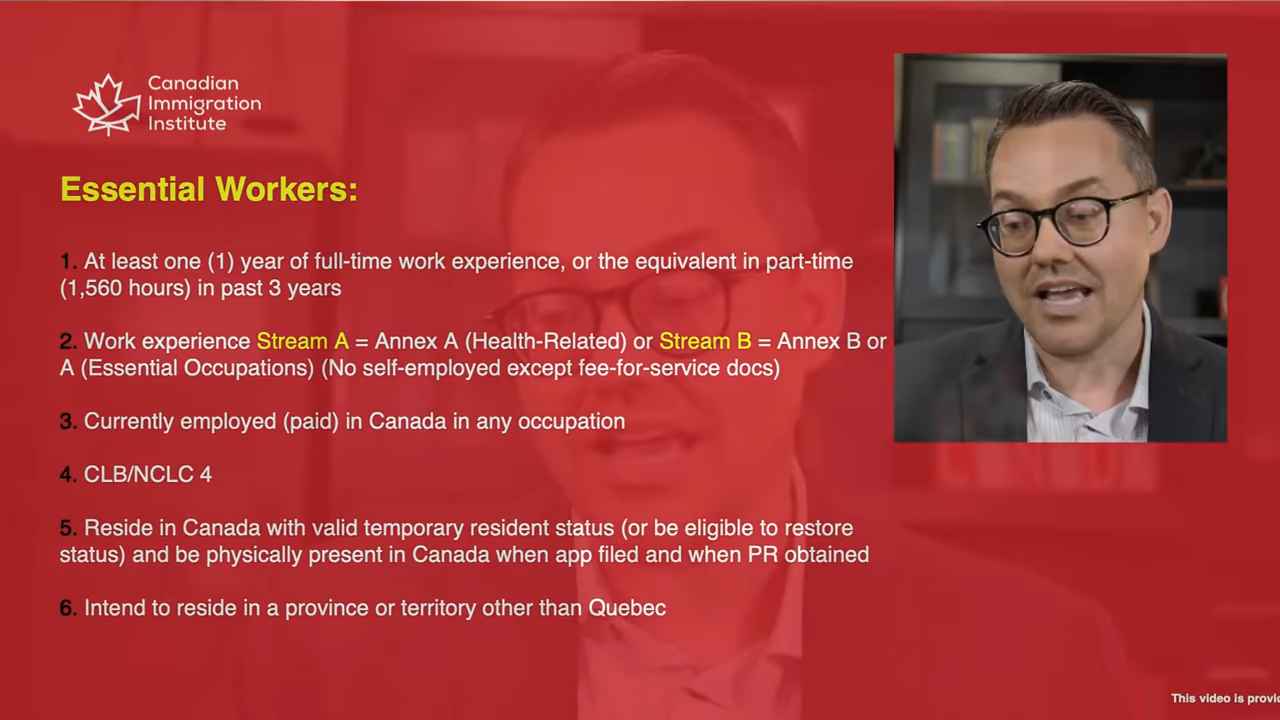 Canadian
Immigration
Institute
Essential Workers:
1. At least one (1) year of full-time work experience, or the equivalent in part-time
(1,560 hours) in past 3 years
2. Work experience Stream A = Annex A (Health-Related) or Stream B = Annex B or
A (Essential Occupations) (No self-employed except fee-for-service docs)
3. Currently employed (paid) in Canada in any occupation
4. CLB/NCLC 4
5. Reside in Canada with valid temporary resident status (or be eligible to restore
status) and be physically present in Canada when app filed and when PR obtained
6. Intend to reside in a province or territory other than Quebec
This video is